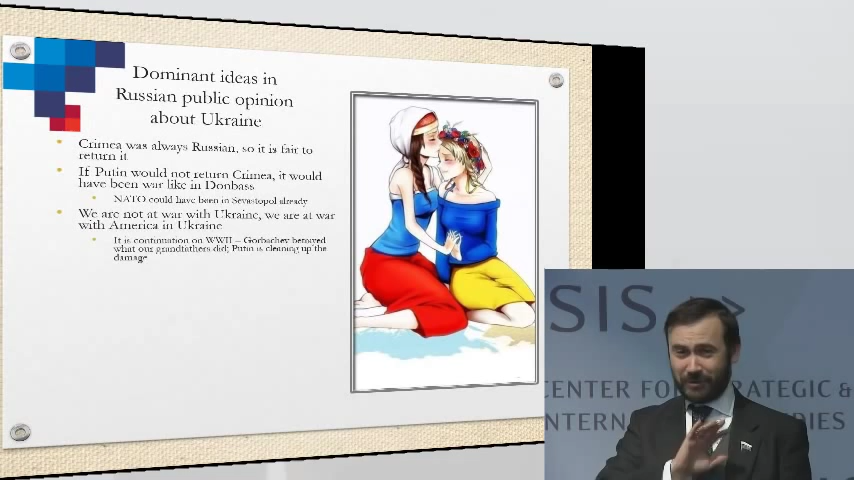 Dominant ideas in
Russian public opinion
about Ukraine
Crimea was always Russian, so it is fair to
return it
If Putin would not return Crimea, it would
have been war like in Donbass
NATO could have been in Sevastopol already
We are not at war with Ukraine, we are at war
with America in Ukraine
It is continuation on WWII – Gorbachev betrayed
what our grandfathers did; Putin is cleaning up the
damage
SIS
CENTER FOR STRATEGIC &
INTERN STUDIES